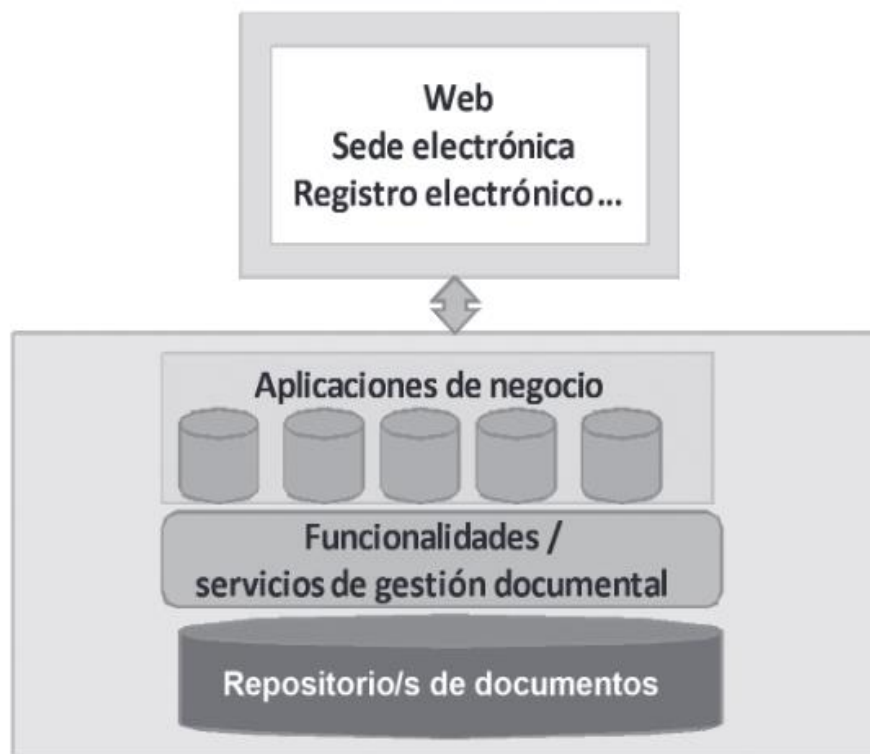 Web
Sede electrónica
Registro electrónico...
Aplicaciones de negocio
Funcionalidades /
servicios de gestión documental
Repositorio/s de documentos